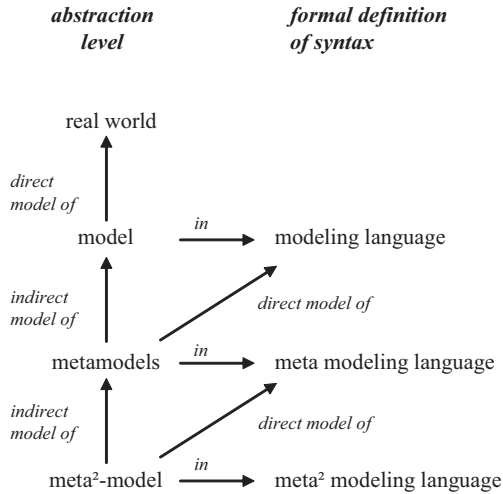 abstraction
level
formal definition
of syntax
real world
direct
model of
model
in
modeling language
indirect
model of
direct model of
metamodels
in
meta modeling language
indirect
model of
direct model of
meta²-model
in
meta² modeling language